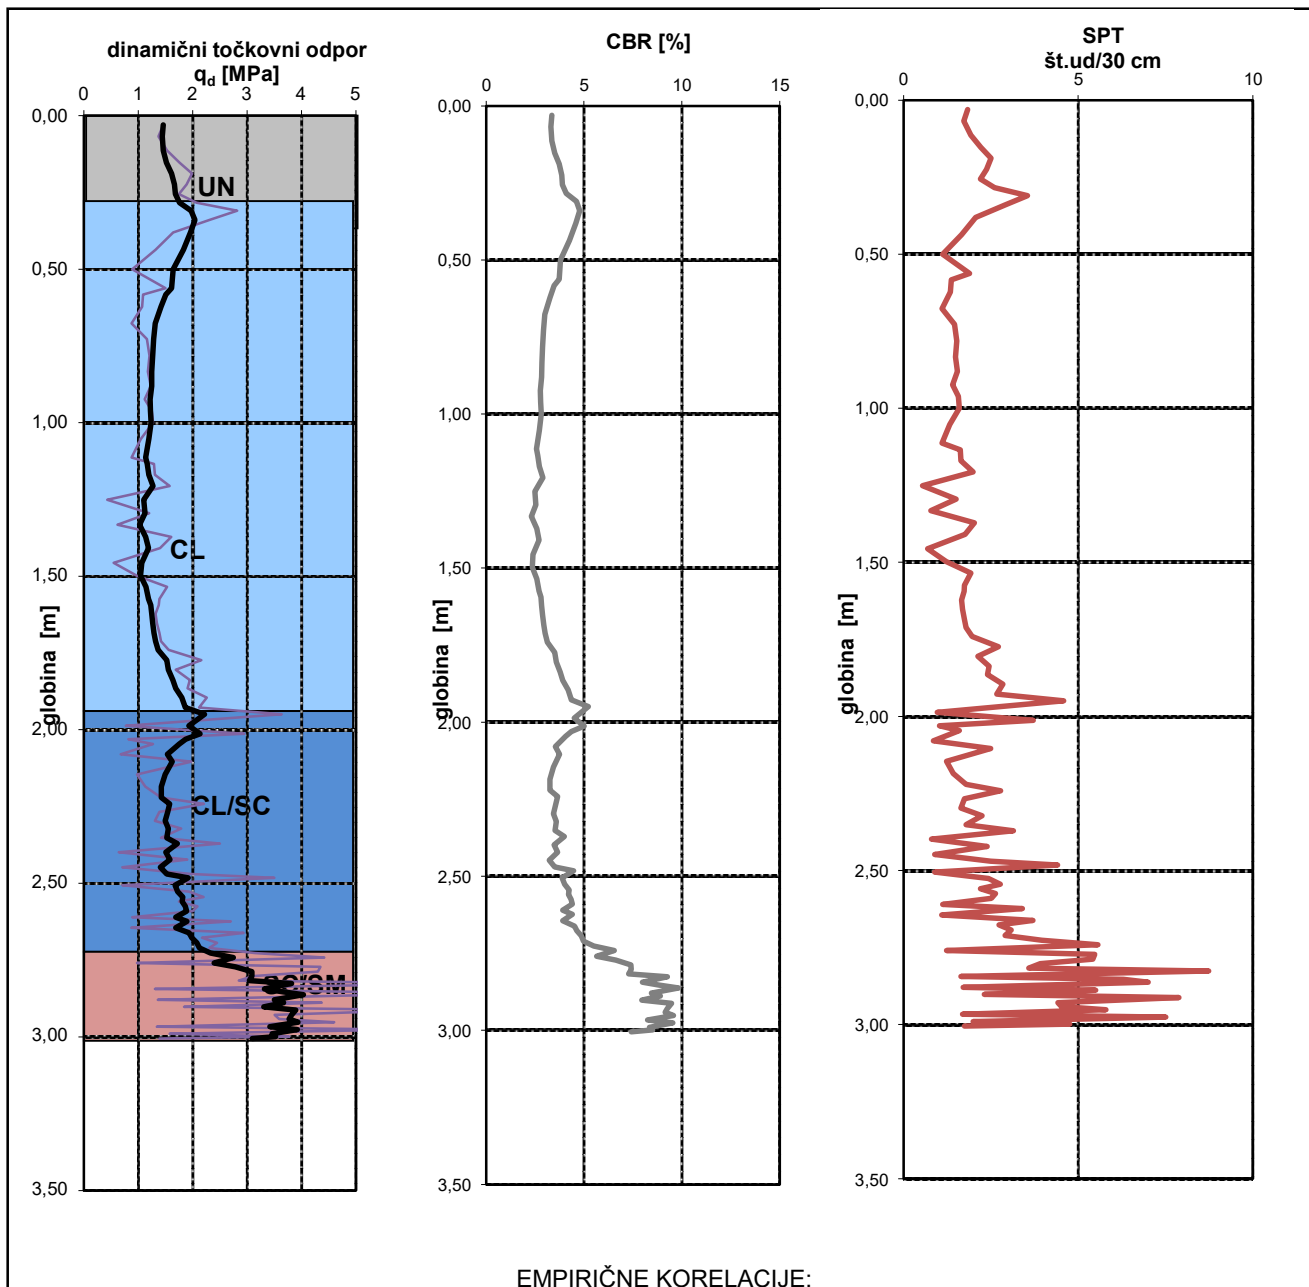 dinamični točkovni odpor
qd [MPa]
0 1 2 3 4 5
0,00
0,50
1,00
1,50
2,00
2,50
3,00
3,50
globina [m]
UN
CL
CL/SC
CBR [%]
0 5 10 15
0,00
0,50
1,00
1,50
2,00
2,50
3,00
3,50
globina [m]
SPT
št.ud/30 cm
0 5 10
0,00
0,50
1,00
1,50
2,00
2,50
3,00
3,50
globina [m]
EMPIRIČNE KORELACIJE: